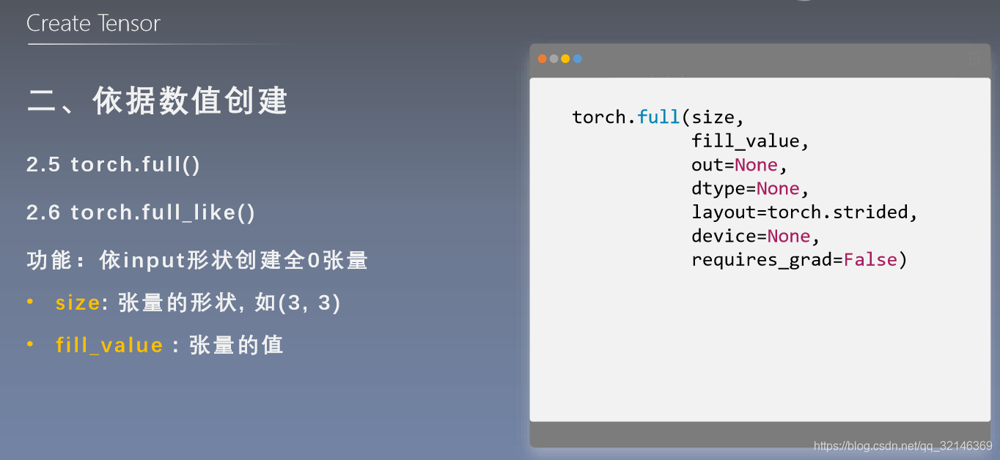 Create Tensor
二、依据数值创建
2.5 torch.full()
2.6 torch.full_like()
功能：依input形状创建全0张量
• size: 张量的形状, 如(3, 3)
• fill_value : 张量的值
torch.full(size,
fill_value,
out=None,
dtype=None,
layout=torch.strided,
device=None,
requires_grad=False)
https://blog.csdn.net/qq_32146369